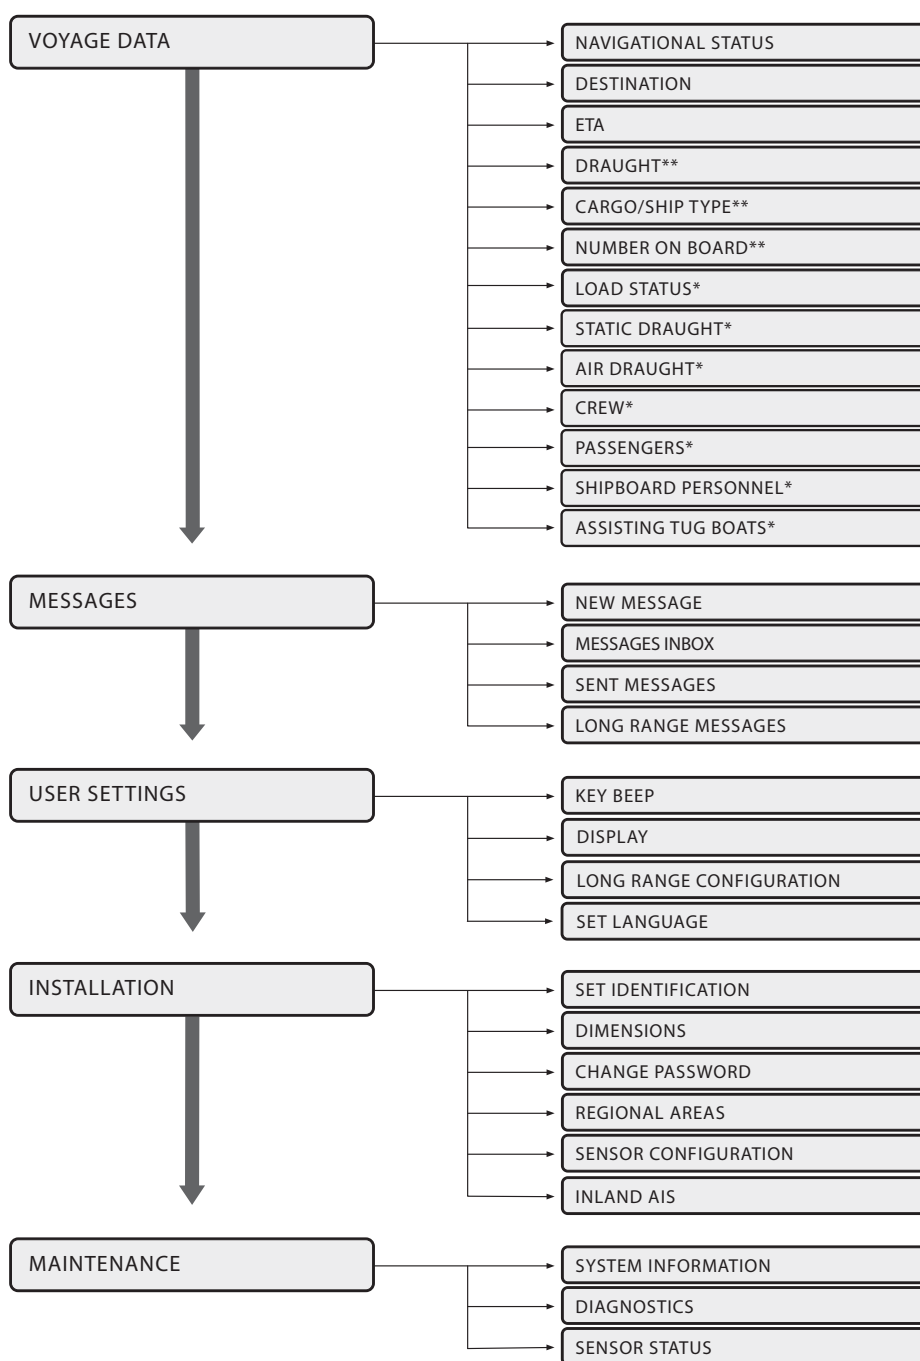 VOYAGE DATA
NAVIGATIONAL STATUS
DESTINATION
ETA
DRAUGHT**
CARGO/SHIP TYPE**
NUMBER ON BOARD**
LOAD STATUS*
STATIC DRAUGHT*
AIR DRAUGHT*
CREW*
PASSENGERS*
SHIPBOARD PERSONNEL*
ASSISTING TUG BOATS*
MESSAGES
NEW MESSAGE
MESSAGES INBOX
SENT MESSAGES
LONG RANGE MESSAGES
USER SETTINGS
KEY BEEP
DISPLAY
LONG RANGE CONFIGURATION
SET LANGUAGE
INSTALLATION
SET IDENTIFICATION
DIMENSIONS
CHANGE PASSWORD
REGIONAL AREAS
SENSOR CONFIGURATION
INLAND AIS
MAINTENANCE
SYSTEM INFORMATION
DIAGNOSTICS
SENSOR STATUS